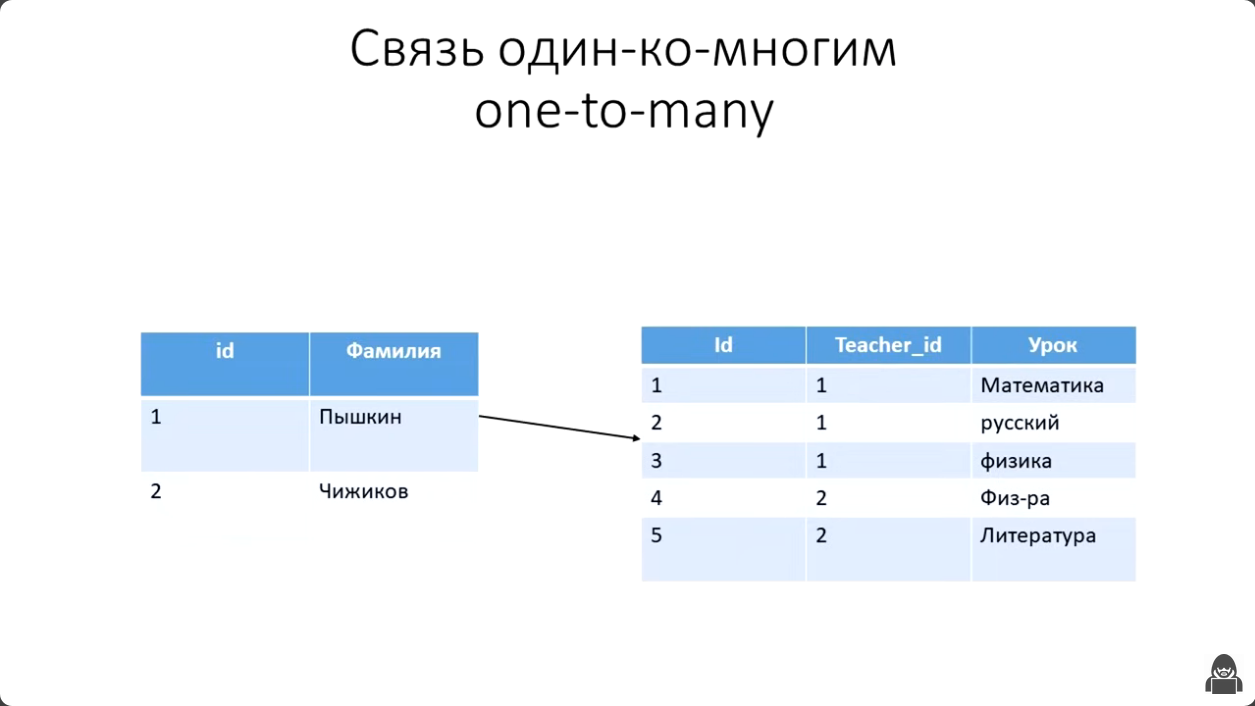 Связь один-ко-многим
one-to-many
id Фамилия
1 Пышкин
2 Чижиков
Id Teacher_id Урок
1 1 Математика
2 1 русский
3 1 физика
4 2 Физ-ра
5 2 Литература